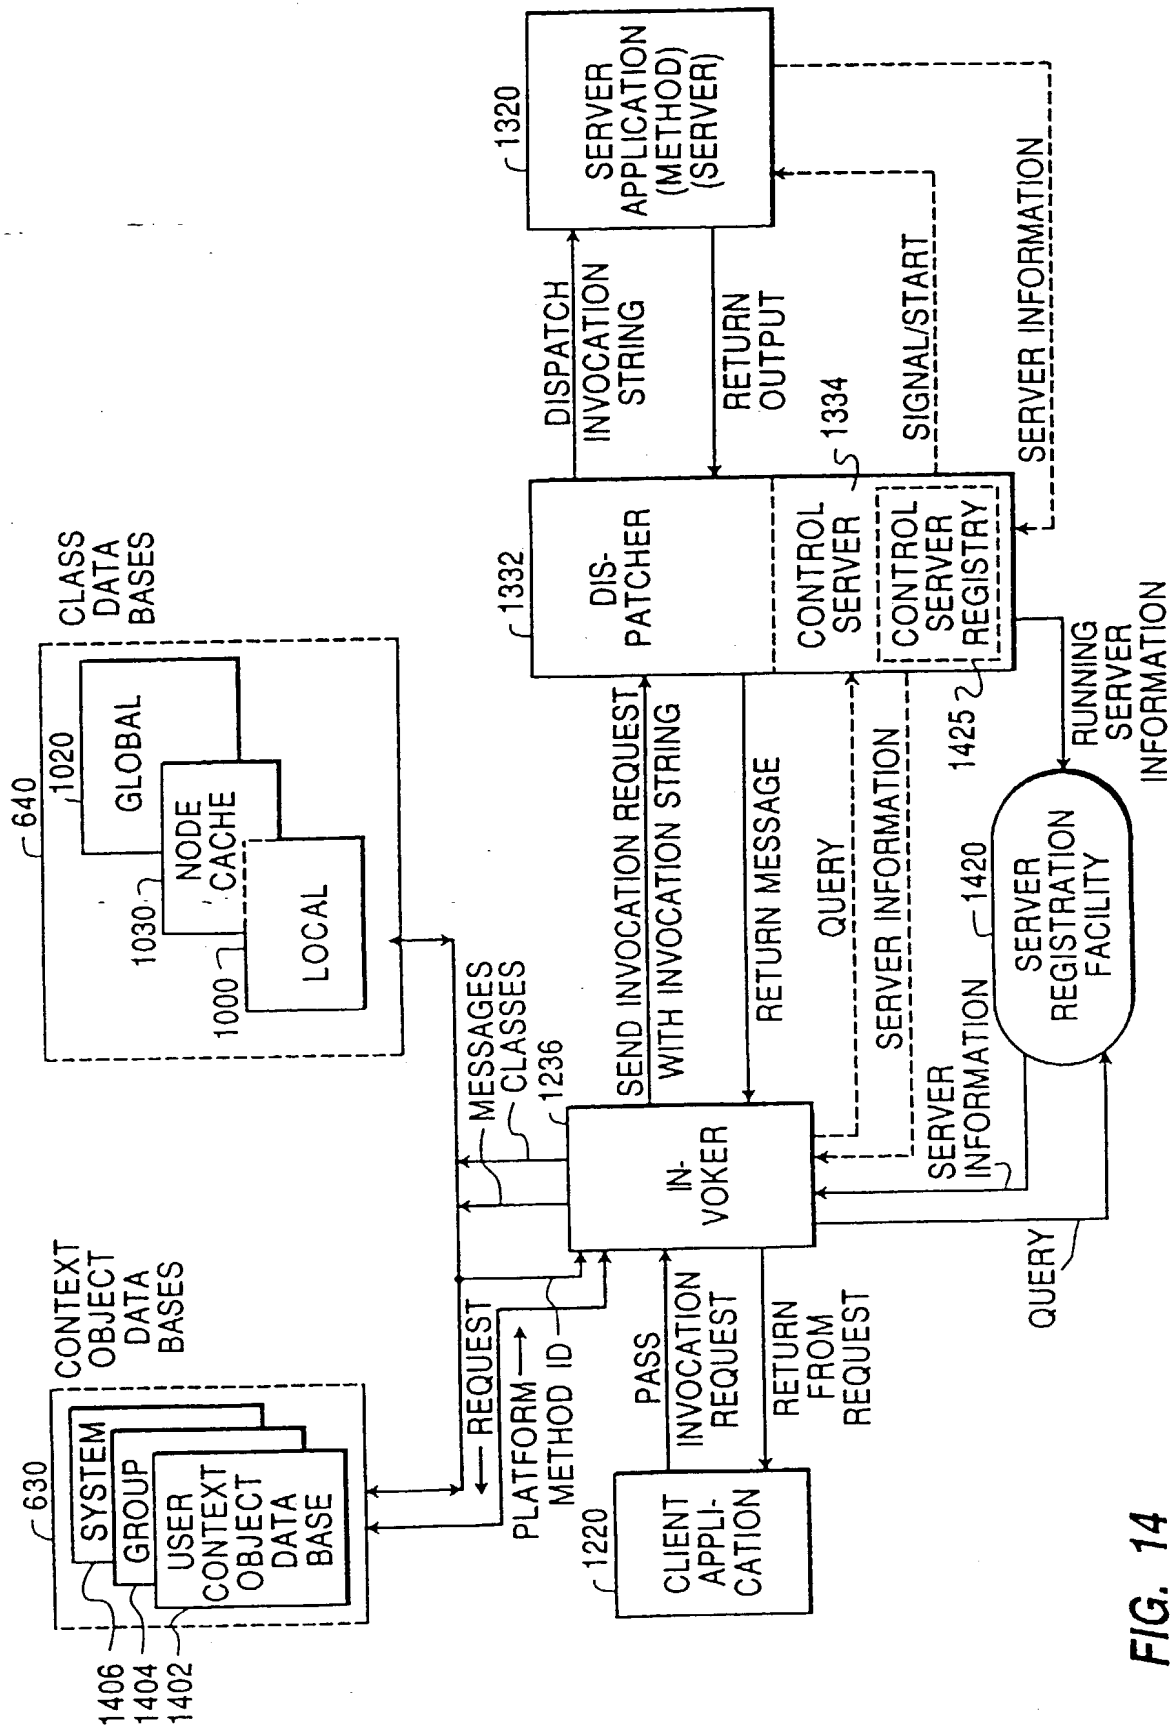 CONTEXT
OBJECT
DATA
BASES
630
SYSTEM
GROUP
USER
CONTEXT
OBJECT
DATA
BASE
1406
1404
1402
CLASS
DATA
BASES
640
1020
GLOBAL
1030
NODE
CACHE
1000
LOCAL
MESSAGES
CLASSES
REQUEST
PLATFORM
METHOD ID
1220
CLIENT
APPLI-
CATION
PASS
INVOCATION
REQUEST
RETURN
FROM
REQUEST
1236
IN-
VOKER
SEND INVOCATION REQUEST
WITH INVOCATION STRING
RETURN MESSAGE
QUERY
SERVER INFORMATION
1332
DIS-
PATCHER
CONTROL
SERVER
1334
CONTROL
SERVER
REGISTRY
1425
DISPATCH
INVOCATION
STRING
RETURN
OUTPUT
1320
SERVER
APPLICATION
(METHOD)
(SERVER)
SIGNAL/START
SERVER INFORMATION
SERVER
INFORMATION
QUERY
1420
SERVER
REGISTRATION
FACILITY
RUNNING
SERVER
INFORMATION
FIG. 14